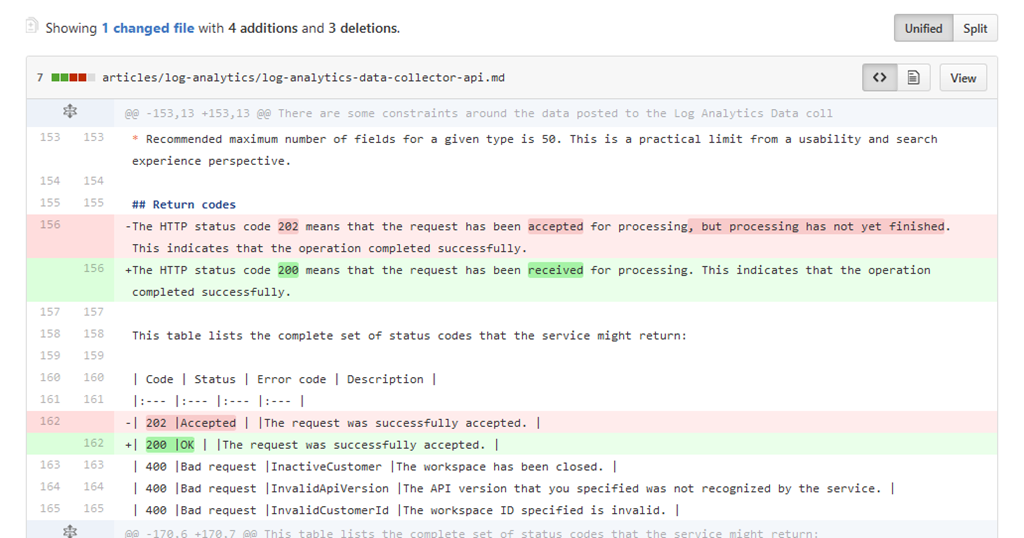 Showing 1 changed file with 4 additions and 3 deletions.
Unified Split
7 articles/log-analytics/log-analytics-data-collector-api.md
<> View
@@ -153,13 +153,13 @@ There are some constraints around the data posted to the Log Analytics Data coll
153 153 * Recommended maximum number of fields for a given type is 50. This is a practical limit from a usability and search
experience perspective.
154 154
155 155 ## Return codes
156 -The HTTP status code 202 means that the request has been accepted for processing, but processing has not yet finished.
This indicates that the operation completed successfully.
156 +The HTTP status code 200 means that the request has been received for processing. This indicates that the operation
completed successfully.
157 157
158 158 This table lists the complete set of status codes that the service might return:
159 159
160 160 | Code | Status | Error code | Description |
161 161 |:--- |:--- |:--- |:--- |
162 -| 202 |Accepted | |The request was successfully accepted. |
162 +| 200 |OK | |The request was successfully accepted. |
163 163 | 400 |Bad request |InactiveCustomer |The workspace has been closed. |
164 164 | 400 |Bad request |InvalidApiVersion |The API version that you specified was not recognized by the service. |
165 165 | 400 |Bad request |InvalidCustomerId |The workspace ID specified is invalid. |
@@ -170,6 +170,7 @@ This table lists the complete set of status codes that the service might return: